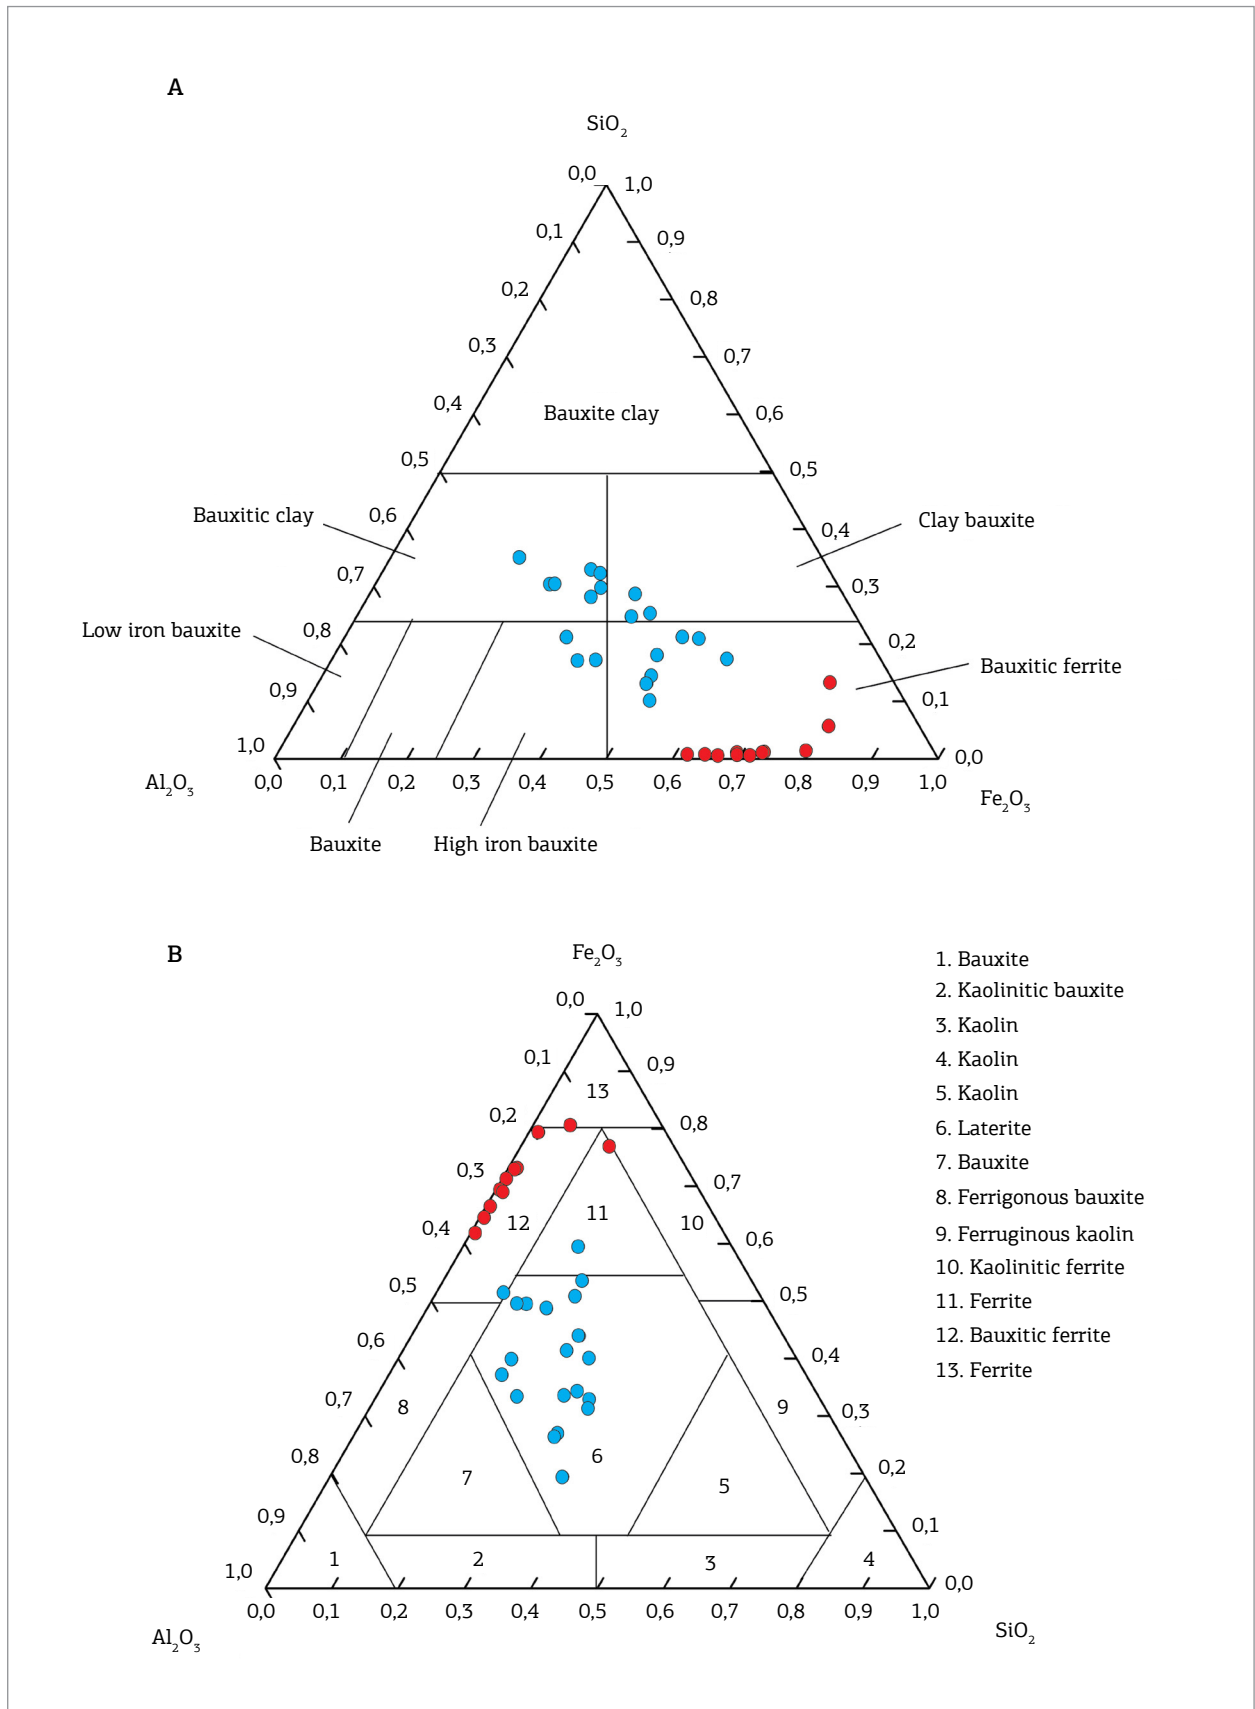 A
SiO2
0,0 1,0
0,1 0,9
0,2 0,8
0,3 0,7
0,4 Bauxite clay 0,6
0,5 0,5
Bauxitic clay 0,6 0,4 Clay bauxite
0,7 0,3
Low iron bauxite 0,8 0,2
0,9 0,1 Bauxitic ferrite
1,0 0,0
Al2O3 0,0 0,1 0,2 0,3 0,4 0,5 0,6 0,7 0,8 0,9 1,0 Fe2O3
Bauxite High iron bauxite
B
Fe2O3
0,0 1,0
0,1 0,9
13
0,2 0,8
0,3 0,7
0,4 12 11 10 0,6
0,5 0,5
0,6 0,4
0,7 8 9 0,3
0,8 7 6 5 0,2
0,9 0,1
1,0 1 2 3 4 0,0
0,0 0,1 0,2 0,3 0,4 0,5 0,6 0,7 0,8 0,9 1,0
Al2O3 SiO2
1. Bauxite
2. Kaolinitic bauxite
3. Kaolin
4. Kaolin
5. Kaolin
6. Laterite
7. Bauxite
8. Ferrigonous bauxite
9. Ferruginous kaolin
10. Kaolinitic ferrite
11. Ferrite
12. Bauxitic ferrite
13. Ferrite